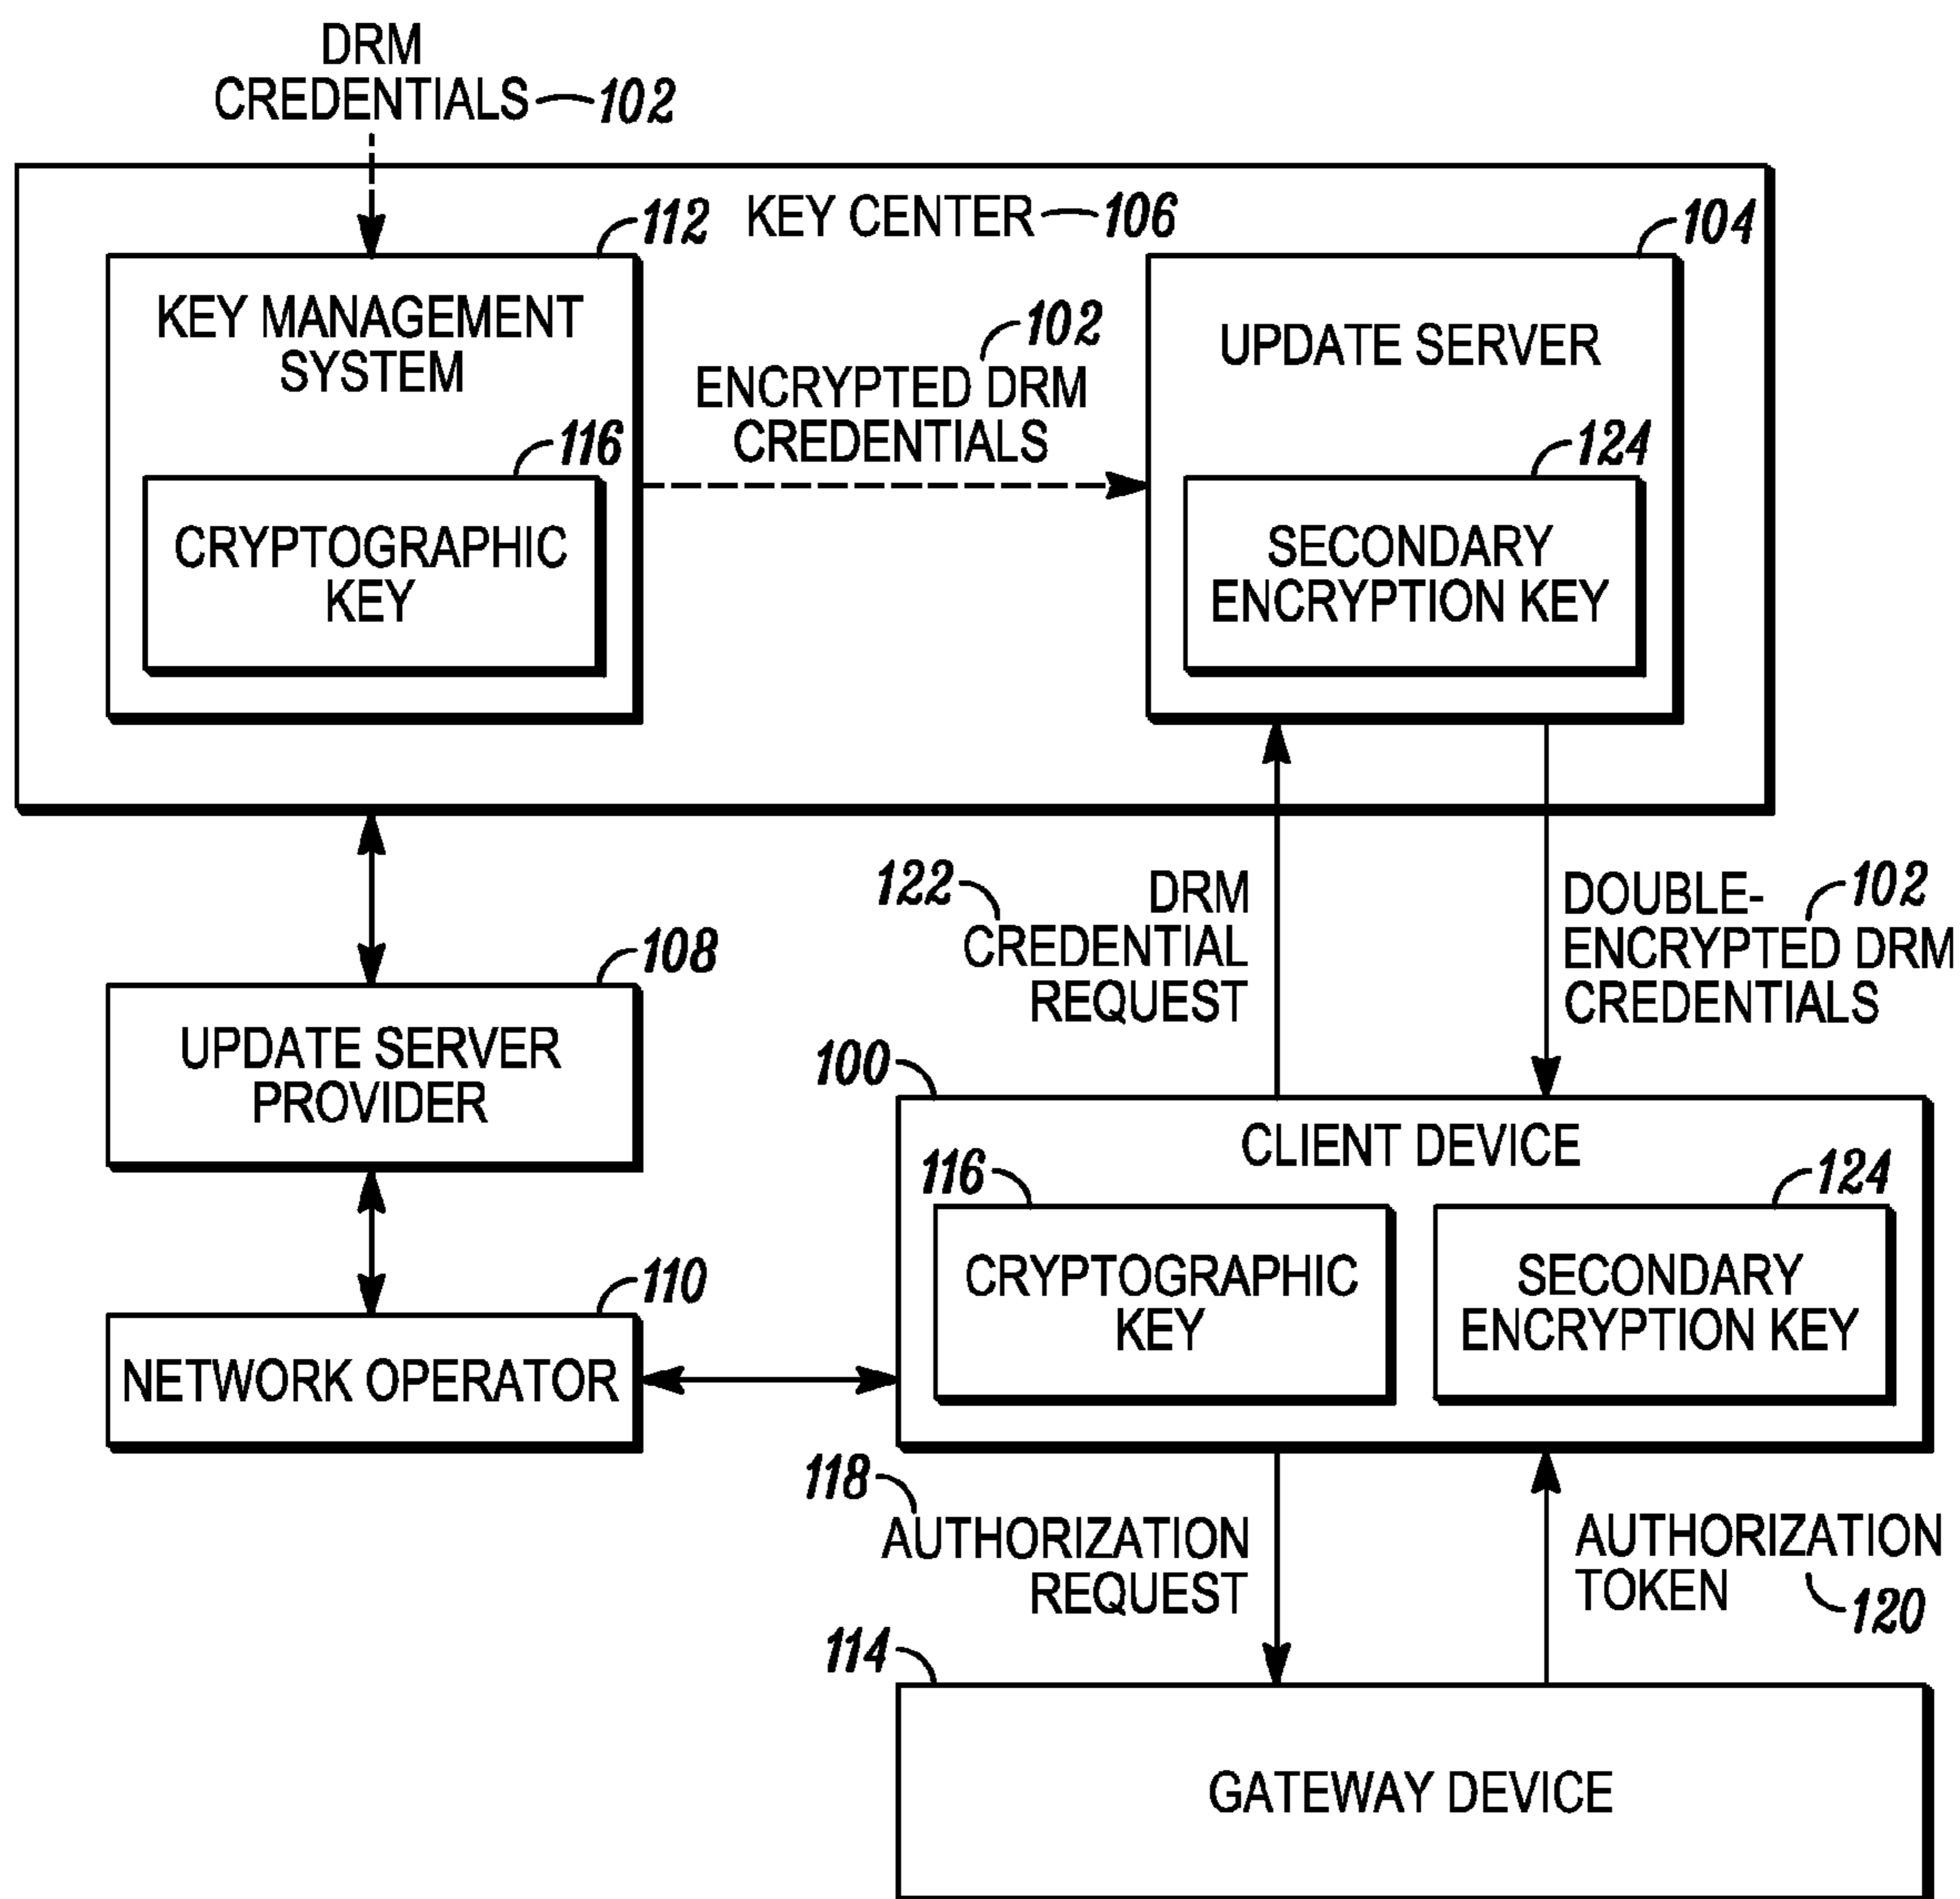 DRM
CREDENTIALS 102
KEY CENTER 106
112
KEY MANAGEMENT
SYSTEM
116
CRYPTOGRAPHIC
KEY
102
ENCRYPTED DRM
CREDENTIALS
104
UPDATE SERVER
124
SECONDARY
ENCRYPTION KEY
122
DRM
CREDENTIAL
REQUEST
102
DOUBLE-
ENCRYPTED DRM
CREDENTIALS
108
UPDATE SERVER
PROVIDER
110
NETWORK OPERATOR
100
CLIENT DEVICE
116
CRYPTOGRAPHIC
KEY
124
SECONDARY
ENCRYPTION KEY
118
AUTHORIZATION
REQUEST
AUTHORIZATION
TOKEN
120
114
GATEWAY DEVICE